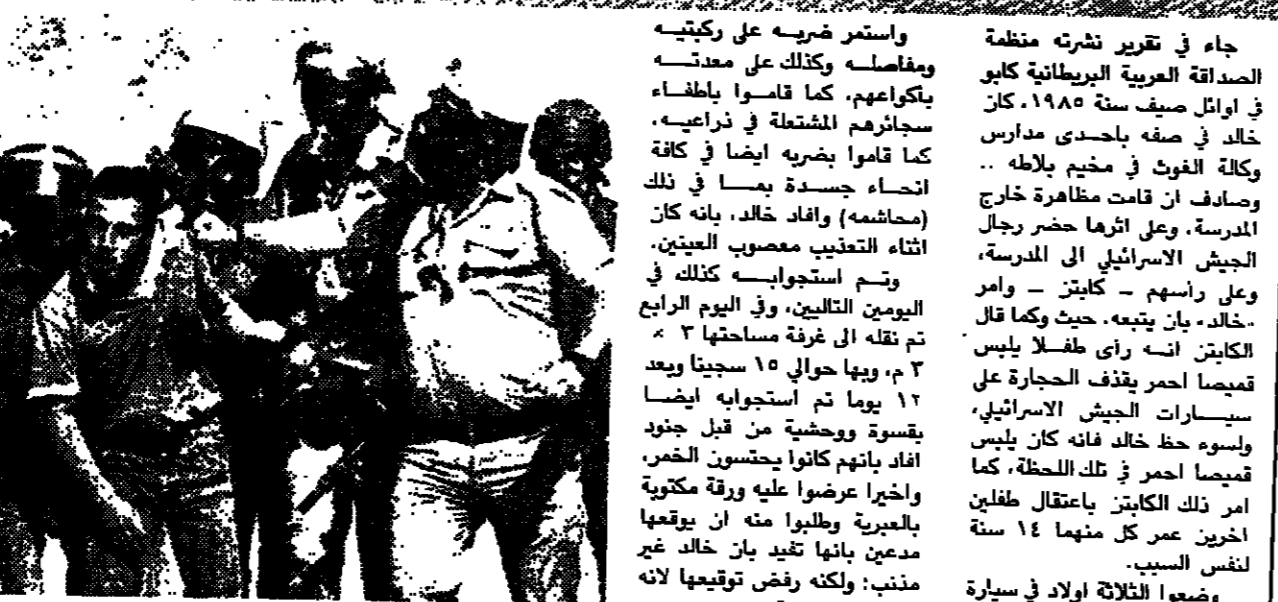 جاء في تقرير نشرته منظمة
الصداقة العربية البريطانية كابو
في اوائل صيف سنة ١٩٨٥، كان
خالد في صفه باحدى مدارس
وكالة الغوث في مخيم بلاطه ..
وصادف ان قامت مظاهرة خارج
المدرسة، وعلى اثرها حضر رجال
الجيش الاسرائيلي الى المدرسة،
وعلى راسهم - كابتن - وامر
«خالد» بان يتبعه. حيث وكما قال
الكابتن انه رأى طفلا يلبس
قميصا احمر يقذف الحجارة على
سيارات الجيش الاسرائيلي،
ولسوء حظ خالد فانه كان يلبس
قميصا احمر في تلك اللحظة، كما
امر ذلك الكابتن باعتقال طفلين
اخرين عمر كل منهما ١٤ سنة
لنفس السبب.
وضعوا الثلاثة اولاد في سيارة
واستمر ضربه على ركبتيه
ومفاصله وكذلك على معدته
بأكواعهم. كما قاموا باطفاء
سجائرهم المشتعلة في ذراعيه.
كما قاموا بضربه ايضا في كافة
انحاء جسدة بما في ذلك
(محاشمه) وافاد خالد، بانه كان
اثناء التعذيب معصوب العينين.
وتم استجوابه كذلك في
اليومين التاليين، وفي اليوم الرابع
تم نقله الى غرفة مساحتها ٣ ×
٣ م، وبها حوالي ١٥ سجينا وبعد
١٢ يوما تم استجوابه ايضا
بقسوة ووحشية من قبل جنود
افاد بانهم كانوا يحتسون الخمر.
واخيرا عرضوا عليه ورقة مكتوبة
بالعبرية وطلبوا منه ان يوقعها
مدعين بانها تفيد بان خالد غير
مذنب؛ ولكنه رفض توقيعها لانه